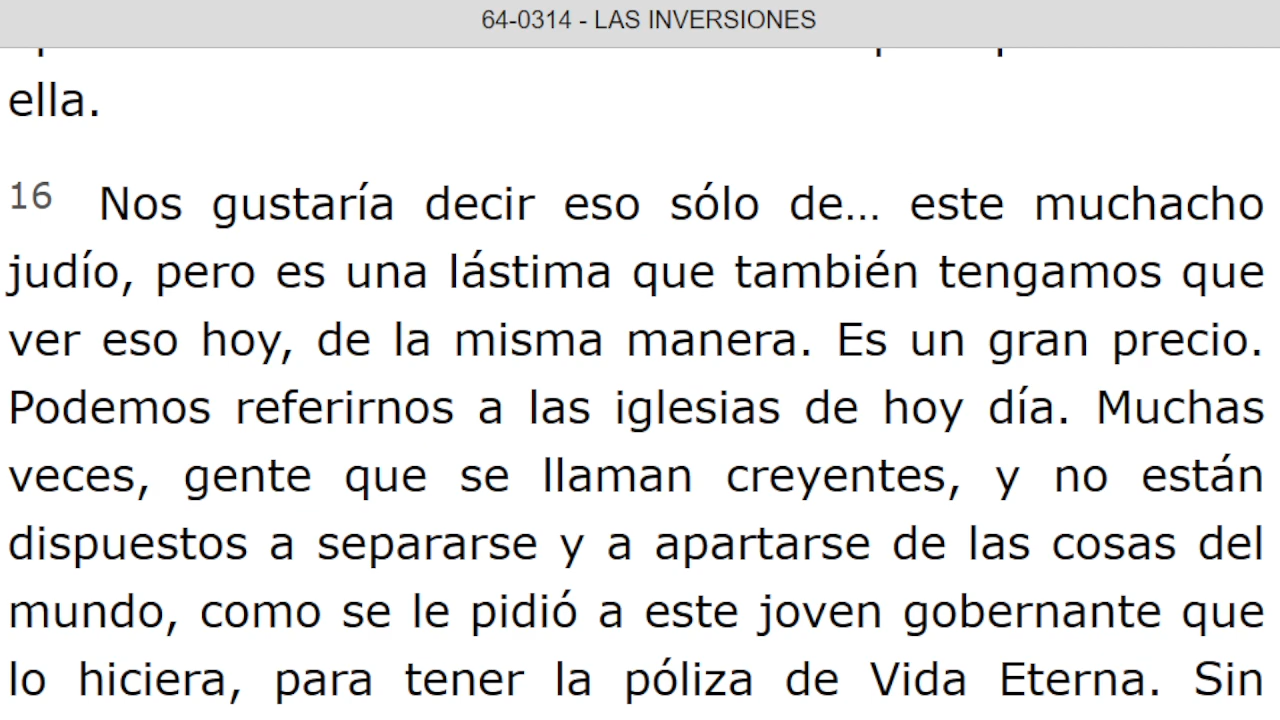 64-0314 - LAS INVERSIONES
ella.
16 Nos gustaría decir eso sólo de... este muchacho
judío, pero es una lástima que también tengamos que
ver eso hoy, de la misma manera. Es un gran precio.
Podemos referirnos a las iglesias de hoy día. Muchas
veces, gente que se llaman creyentes, y no están
dispuestos a separarse y a apartarse de las cosas del
mundo, como se le pidió a este joven gobernante que
lo hiciera, para tener la póliza de Vida Eterna. Sin